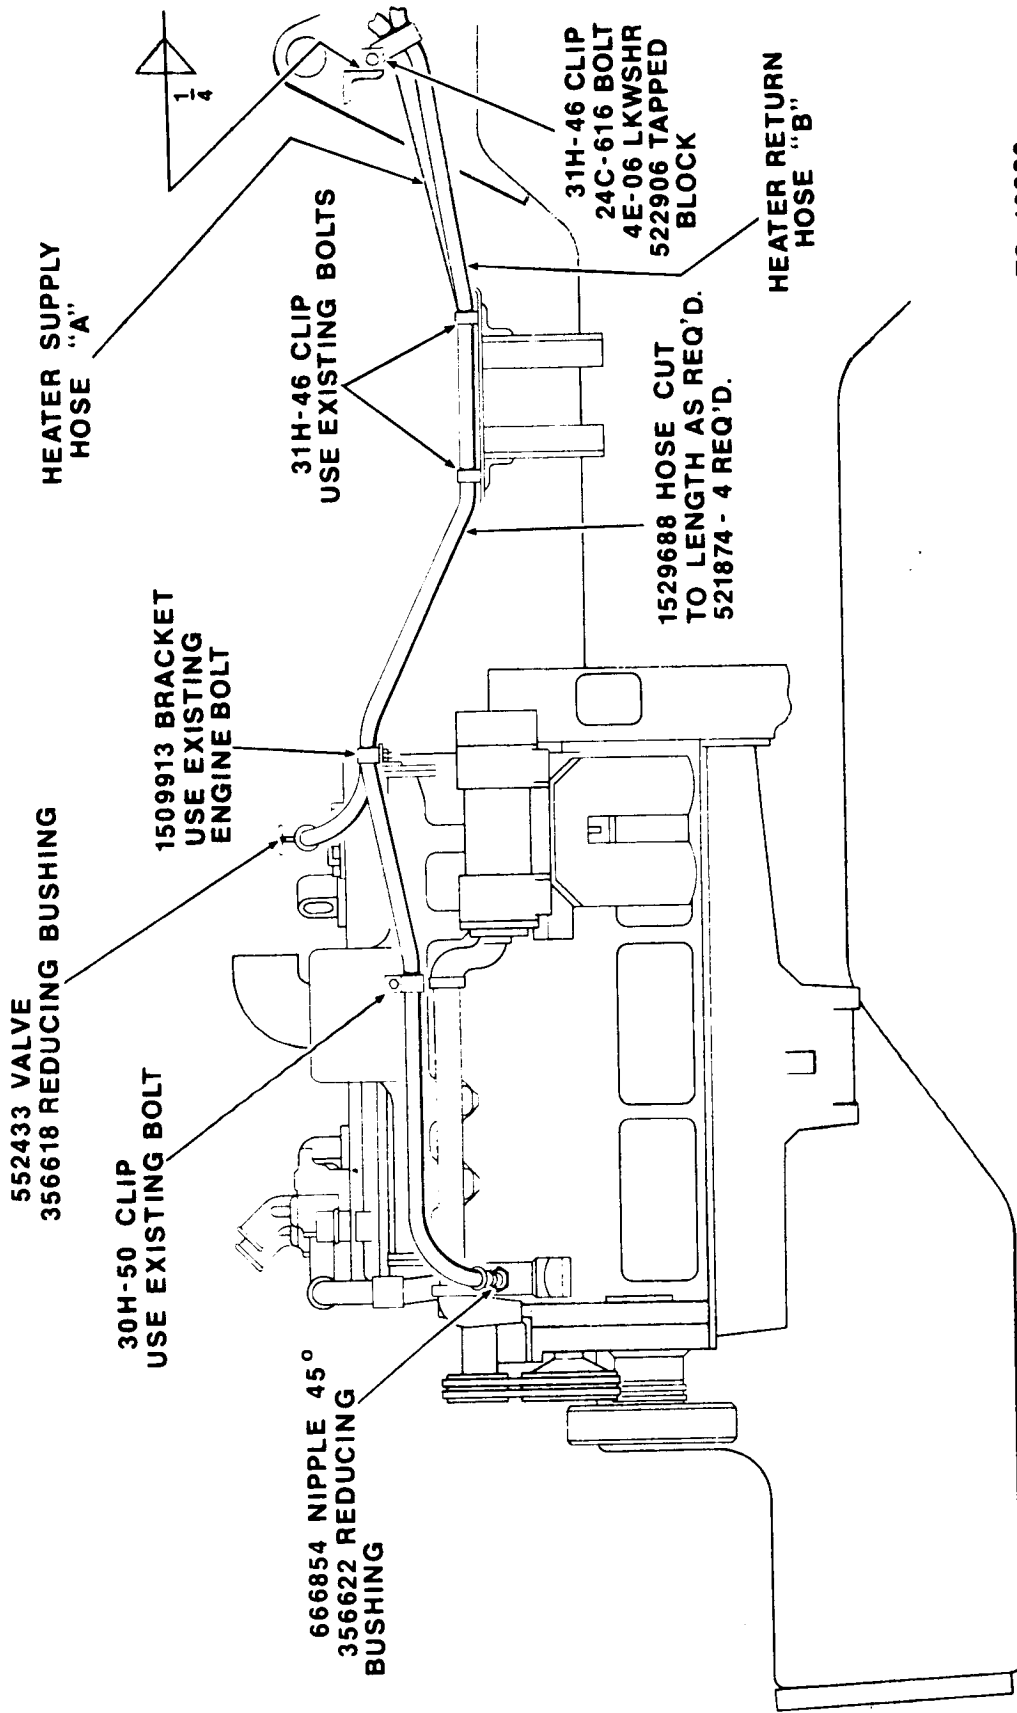 552433 VALVE
356618 REDUCING BUSHING
30H-50 CLIP
USE EXISTING BOLT
666854 NIPPLE 45°
356622 REDUCING
BUSHING
1509913 BRACKET
USE EXISTING
ENGINE BOLT
HEATER SUPPLY
HOSE "A"
31H-46 CLIP
USE EXISTING BOLTS
1529688 HOSE CUT
TO LENGTH AS REQ'D.
521874 - 4 REQ'D.
1/4
31H-46 CLIP
24C-616 BOLT
4E-06 LKWSHR
522906 TAPPED
BLOCK
HEATER RETURN
HOSE "B"